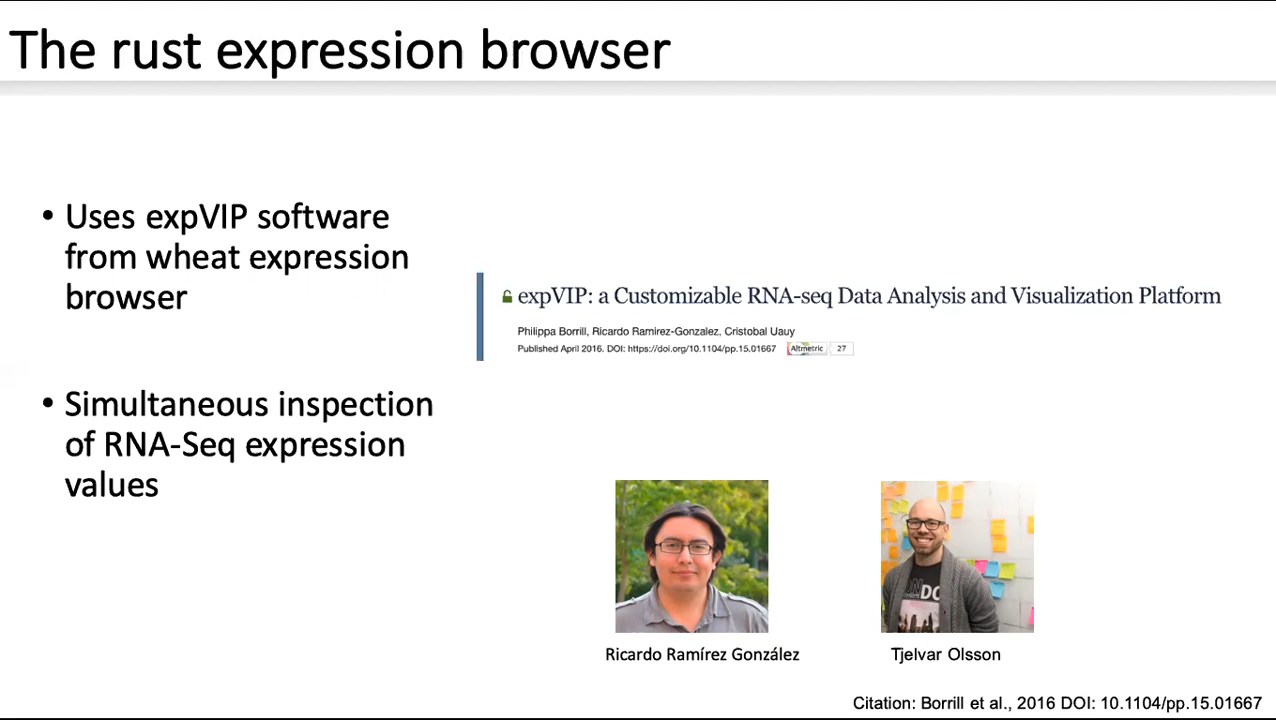 The rust expression browser
• Uses expVIP software
from wheat expression
browser
expVIP: a Customizable RNA-seq Data Analysis and Visualization Platform
Philippa Borrill, Ricardo Ramirez-Gonzalez, Cristobal Uauy
Published April 2016. DOI: https://doi.org/10.1104/pp.15.01667 Altmetric 27
• Simultaneous inspection
of RNA-Seq expression
values
NDO
Ricardo Ramírez González
Tjelvar Olsson
Citation: Borrill et al., 2016 DOI: 10.1104/pp.15.01667